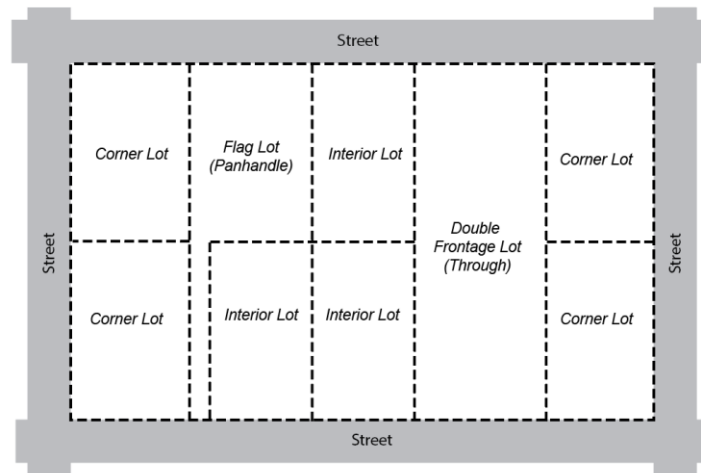 Street
Corner Lot
Flag Lot
(Panhandle)
Interior Lot
Corner Lot
Double
Frontage Lot
(Through)
Street
Street
Corner Lot
Interior Lot
Interior Lot
Corner Lot
Street